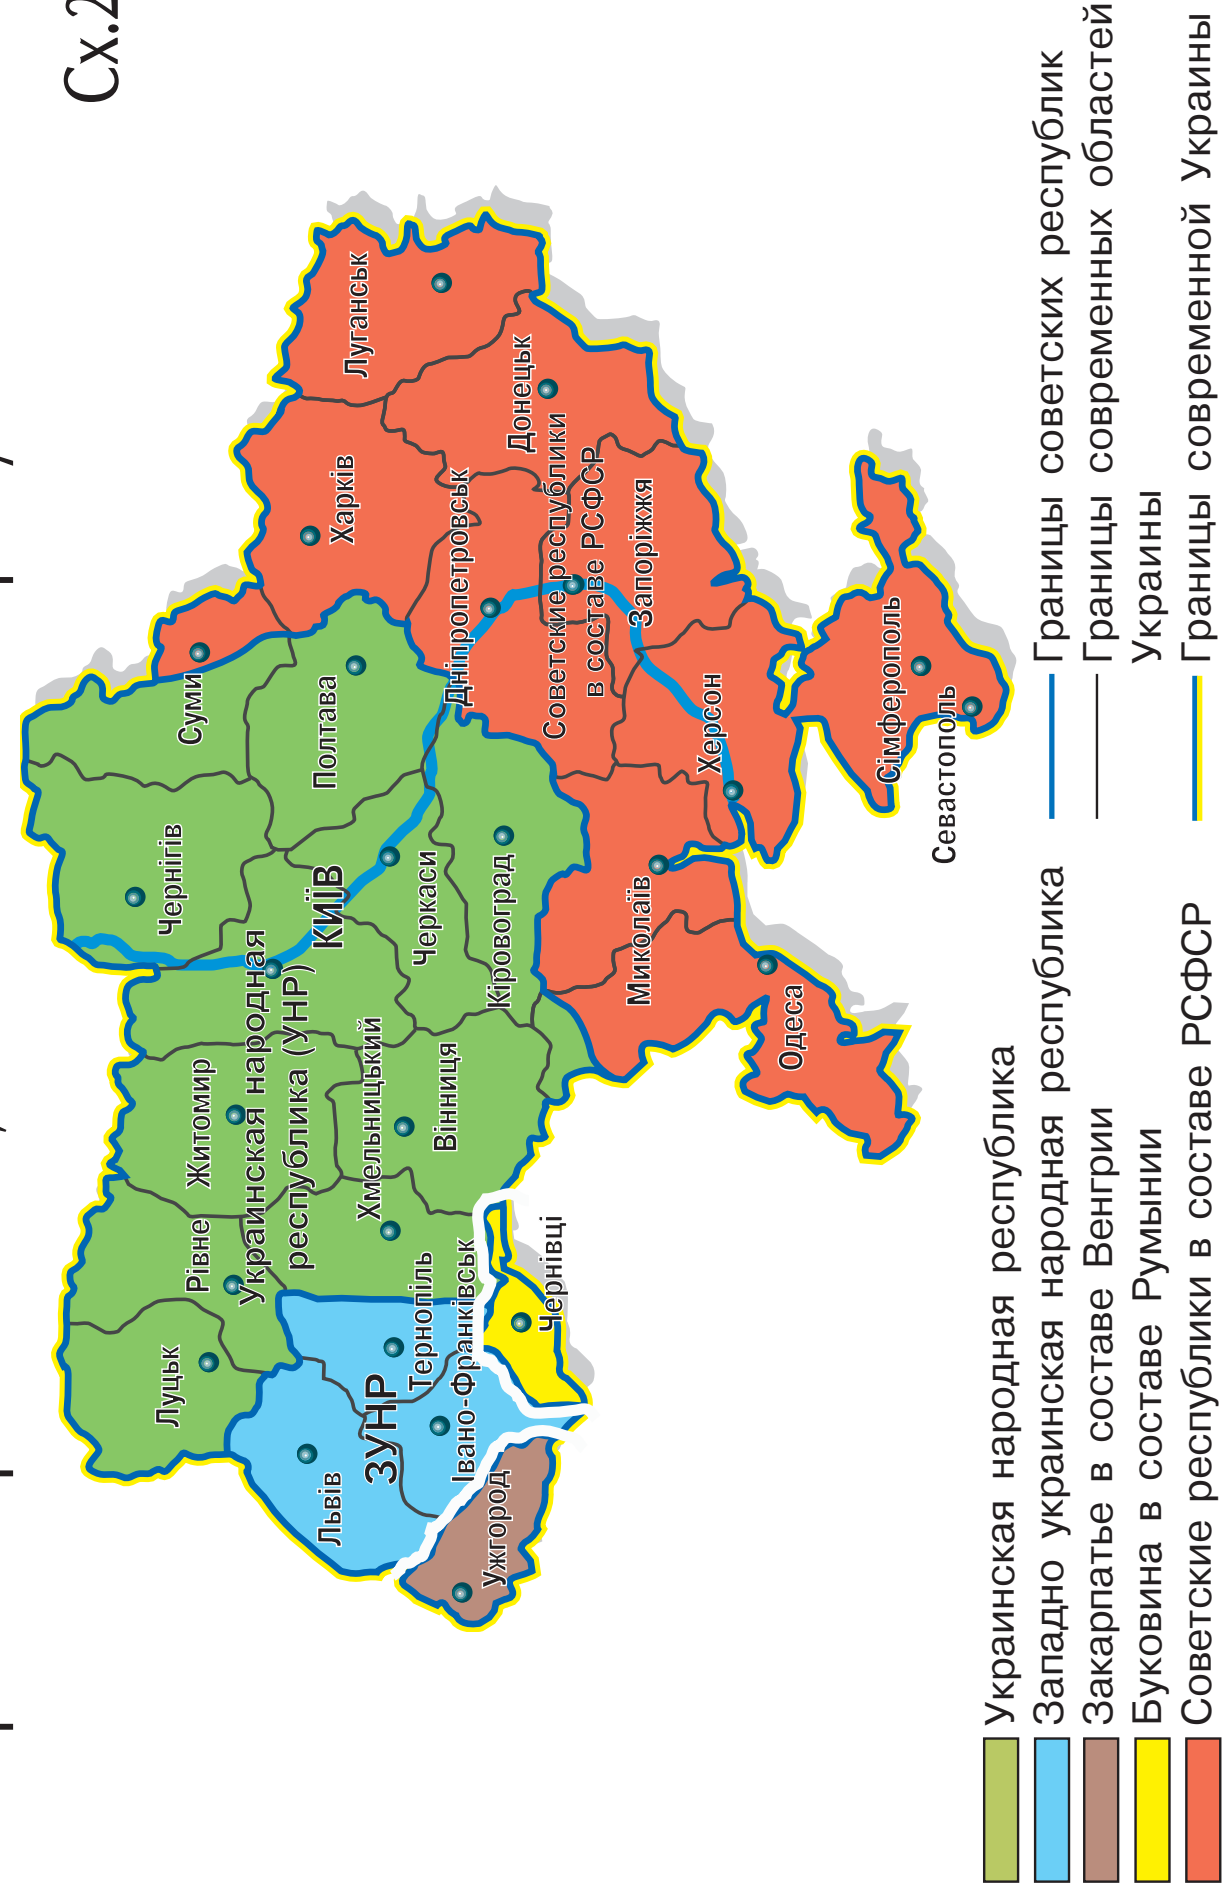 Сх.2
Луцьк
Рівне
Житомир
Чернігів
Суми
Украинская народная
республика (УНР)
КИЇВ
Полтава
Харків
Луганськ
Львів
ЗУНР
Тернопіль
Івано-Франківськ
Хмельницький
Вінниця
Черкаси
Кіровоград
Дніпропетровськ
Донецьк
Советские республики
в составе РСФСР
Запоріжжя
Ужгород
Чернівці
Миколаїв
Херсон
Одеса
Сімферополь
Севастополь
Украинская народная республика
Западно украинская народная республика
Закарпатье в составе Венгрии
Буковина в составе Румынии
Советские республики в составе РСФСР
Границы советских республик
Границы современных областей
Украины
Границы современной Украины